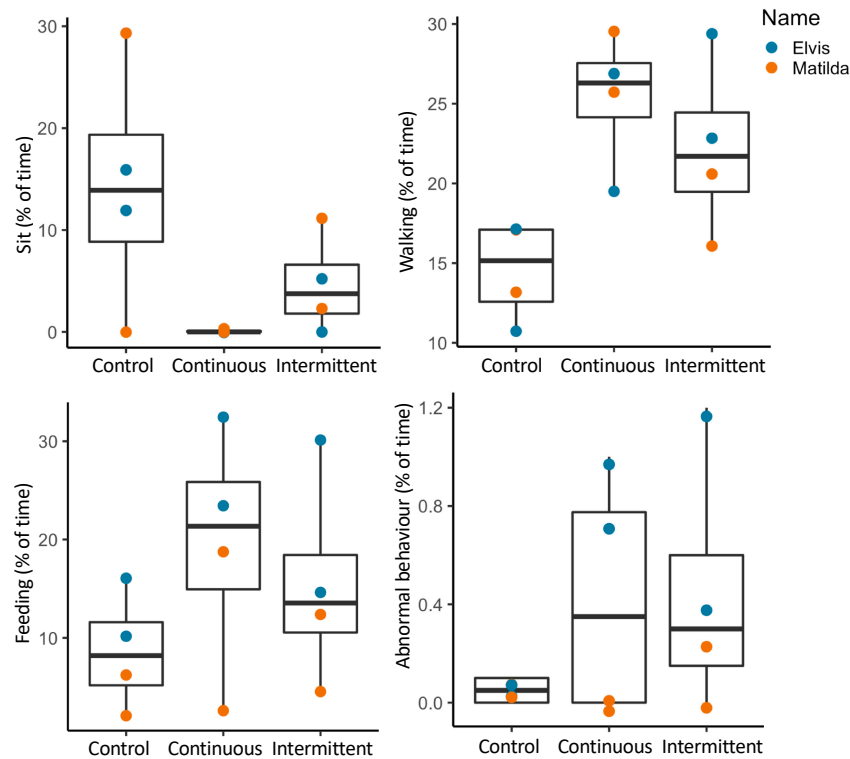 Name
Elvis
Matilda
Sit (% of time)
30
20
10
0
Control Continuous Intermittent
Walking (% of time)
30
25
20
15
10
Control Continuous Intermittent
Feeding (% of time)
30
20
10
Control Continuous Intermittent
Abnormal behaviour (% of time)
1.2
0.8
0.4
0.0
Control Continuous Intermittent